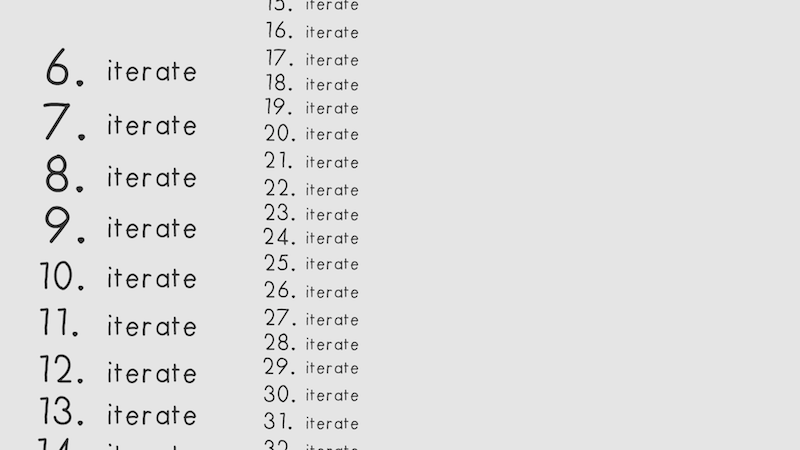 6. iterate
7. iterate
8. iterate
9. iterate
10. iterate
11. iterate
12. iterate
13. iterate
14. iterate
15. iterate
16. iterate
17. iterate
18. iterate
19. iterate
20. iterate
21. iterate
22. iterate
23. iterate
24. iterate
25. iterate
26. iterate
27. iterate
28. iterate
29. iterate
30. iterate
31. iterate
32. iterate